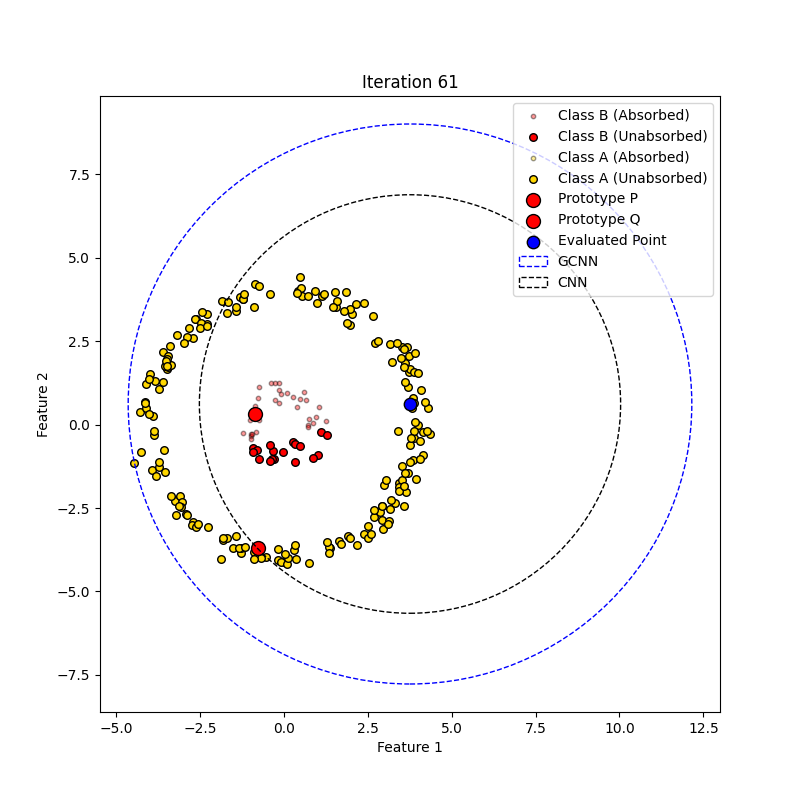 Iteration 61
Class B (Absorbed)
Class B (Unabsorbed)
Class A (Absorbed)
Class A (Unabsorbed)
Prototype P
Prototype Q
Evaluated Point
GCNN
CNN
7.5
5.0
2.5
0.0
−2.5
−5.0
−7.5
Feature 2
−5.0 −2.5 0.0 2.5 5.0 7.5 10.0 12.5
Feature 1